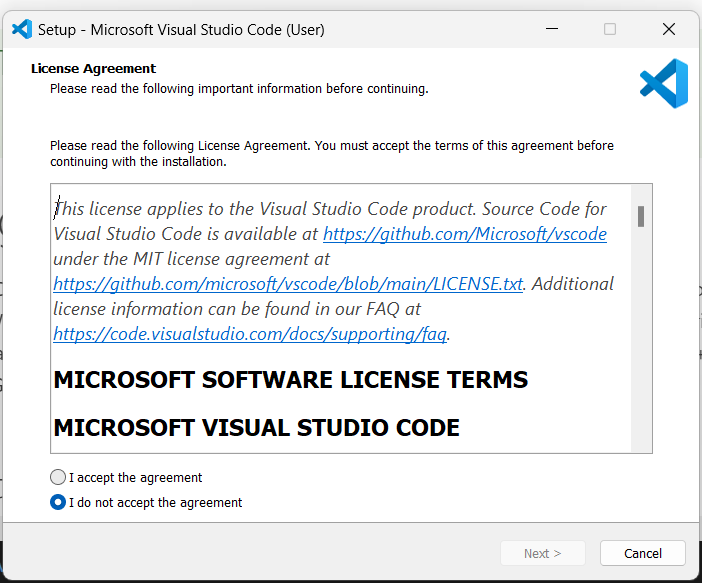 Setup - Microsoft Visual Studio Code (User)
License Agreement
Please read the following important information before continuing.
Please read the following License Agreement. You must accept the terms of this agreement before
continuing with the installation.
This license applies to the Visual Studio Code product. Source Code for
Visual Studio Code is available at https://github.com/Microsoft/vscode
under the MIT license agreement at
https://github.com/microsoft/vscode/blob/main/LICENSE.txt. Additional
license information can be found in our FAQ at
https://code.visualstudio.com/docs/supporting/faq.
MICROSOFT SOFTWARE LICENSE TERMS
MICROSOFT VISUAL STUDIO CODE
I accept the agreement
I do not accept the agreement
Next >
Cancel